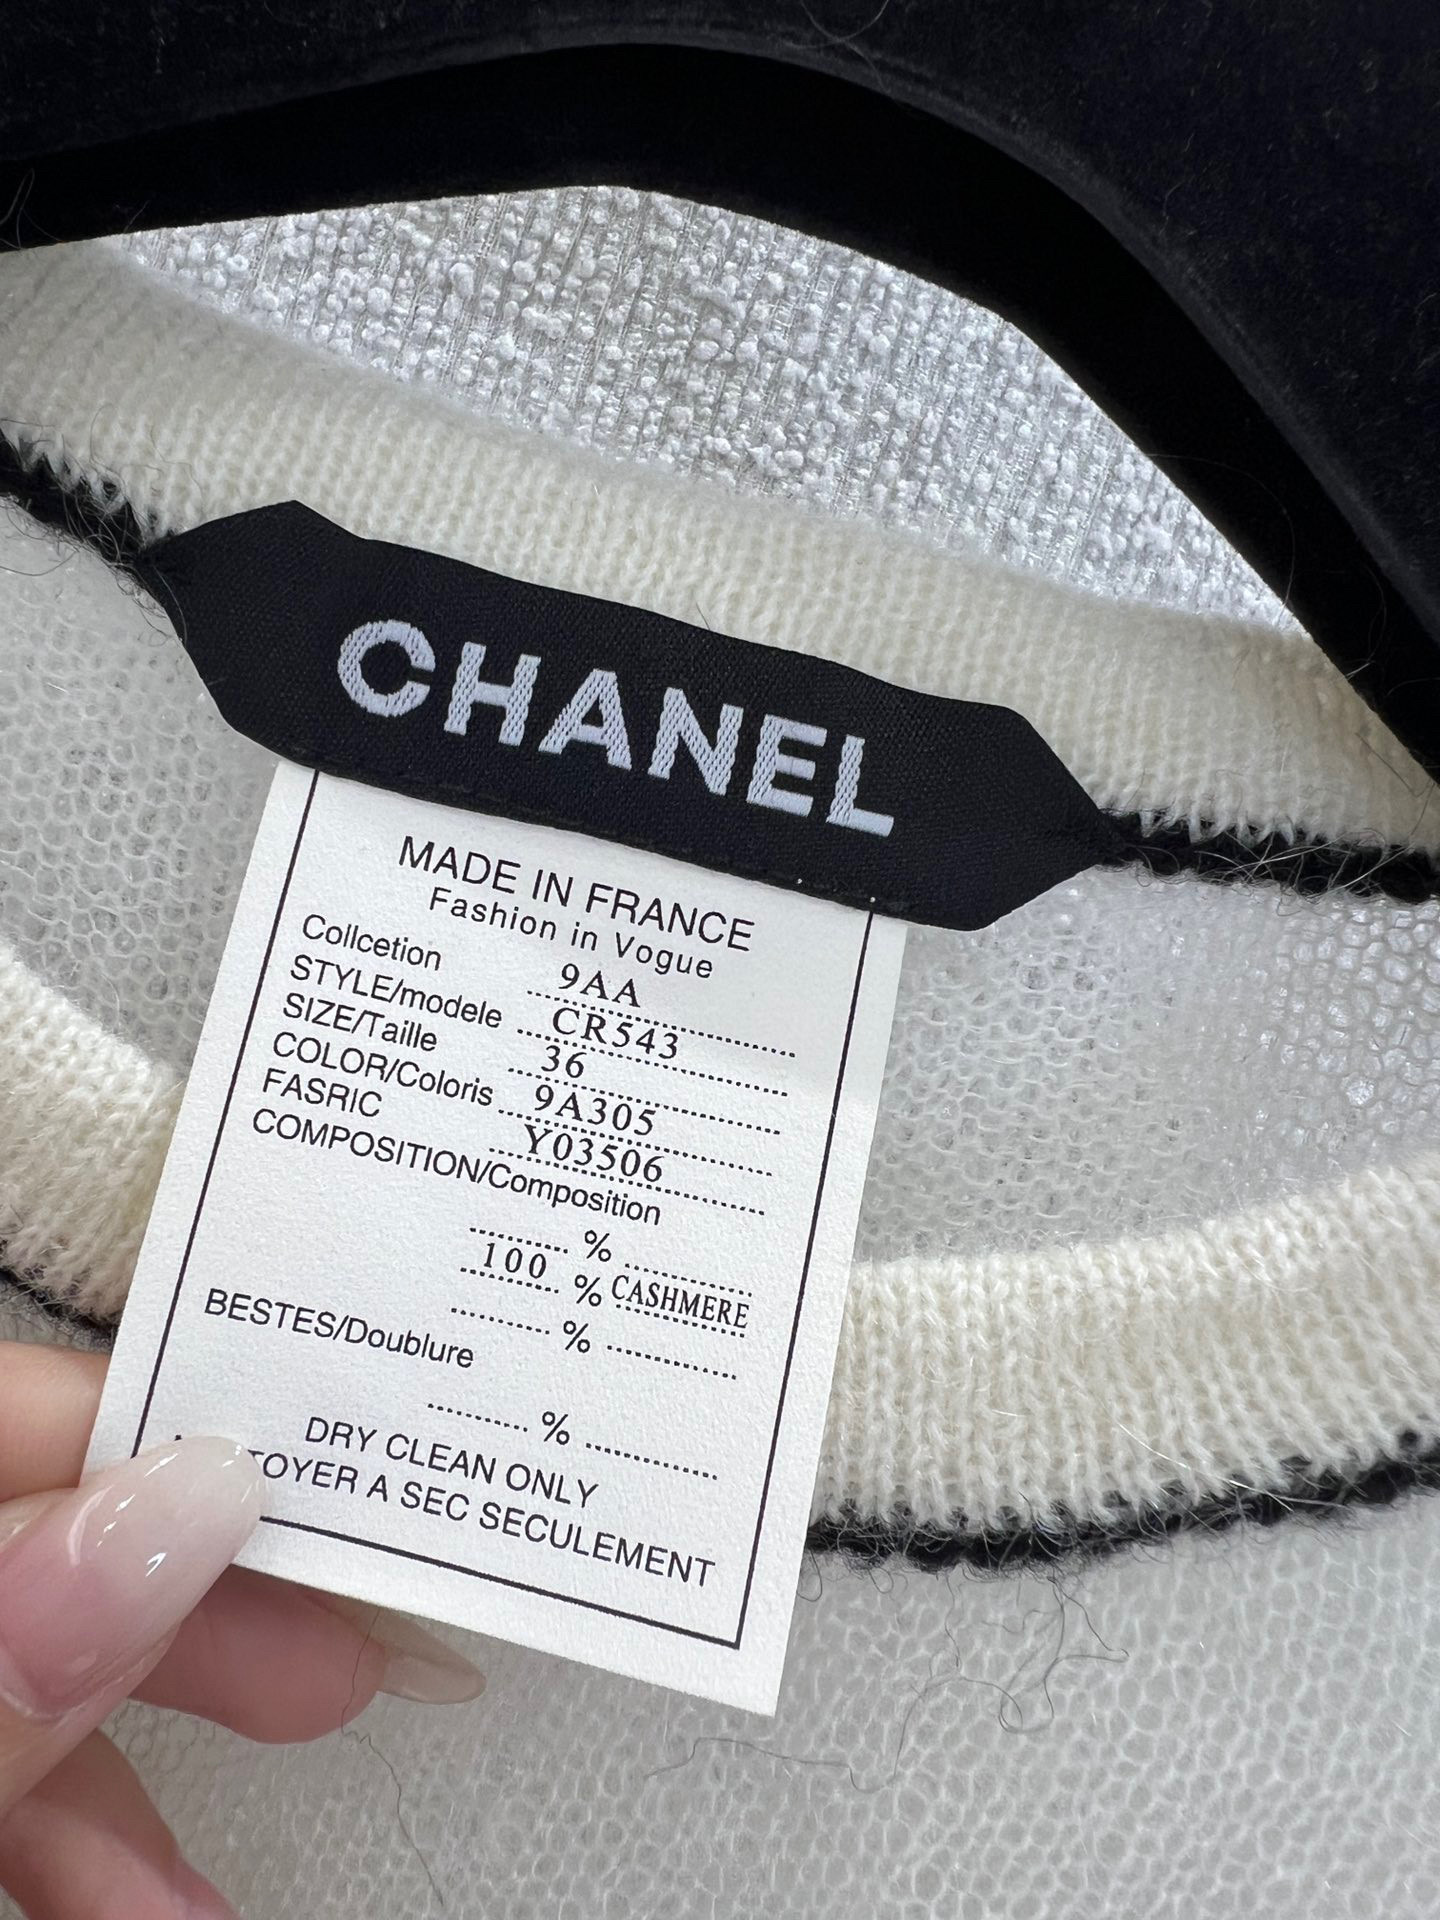 CHANEL
MADE IN FRANCE
Fashion in Vogue
Collcetion 9AA
STYLE/modele CR543
SIZE/Taille 36
COLOR/Coloris 9A305
FASRIC Y03506
COMPOSITION/Composition
%
100 % CASHMERE
%
BESTES/Doublure
%
DRY CLEAN ONLY
TOYER A SEC SECULEMENT